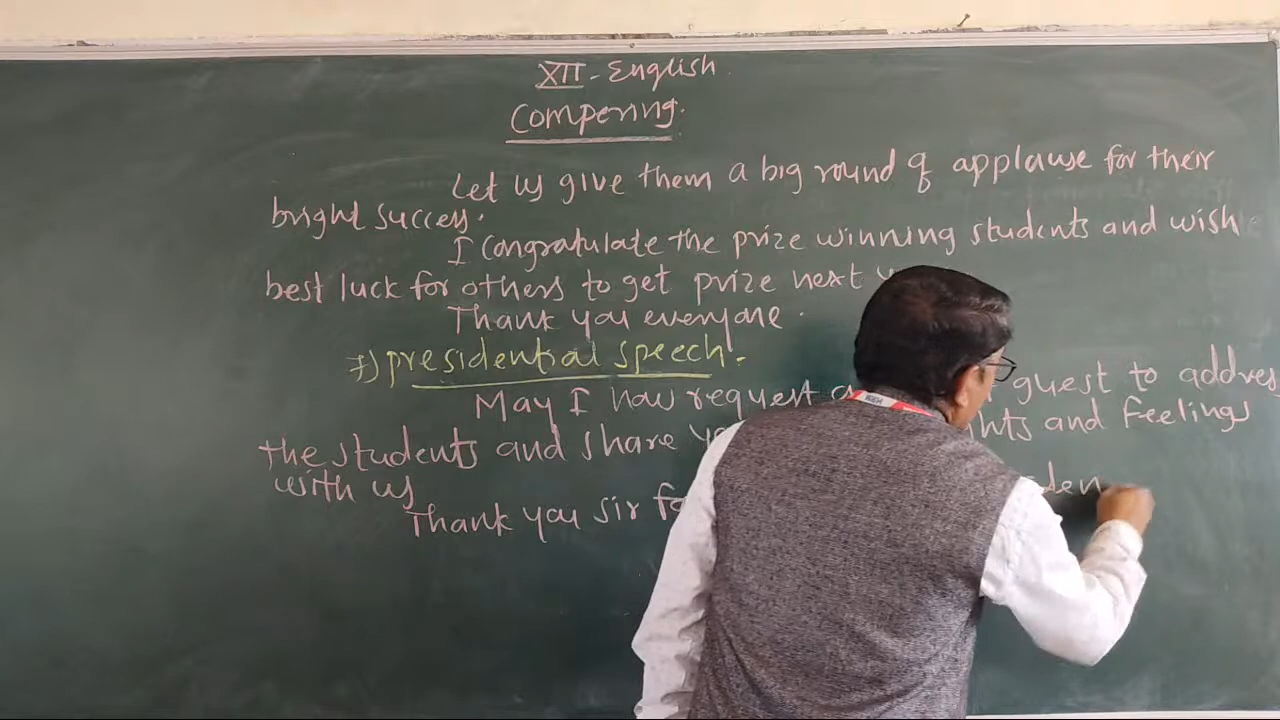 XII - English
Compering.
Let us give them a big round of applause for their
bright success.
I congratulate the prize winning students and wish
best luck for others to get prize next
Thank you everyone.
7) presidential speech.
May I now request guest to addres
the students and share and feelings
with us
Thank you sir